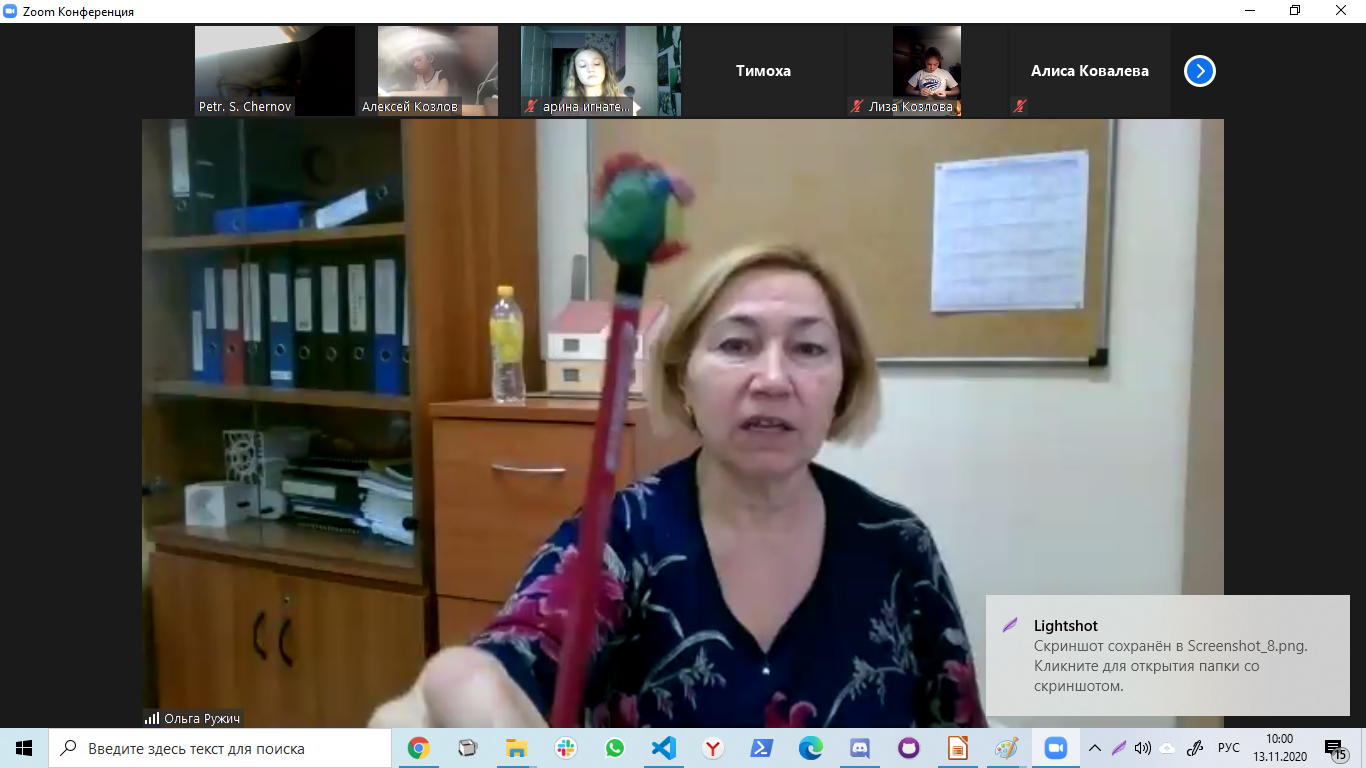 Zoom Конференция
Petr. S. Chernov
Алексей Козлов
арина игнате...
Тимоха
Лиза Козлова
Алиса Ковалева
Ольга Ружич
Lightshot
Скриншот сохранён в Screenshot_8.png.
Кликните для открытия папки со
скриншотом.
Введите здесь текст для поиска
РУС
10:00
13.11.2020
15